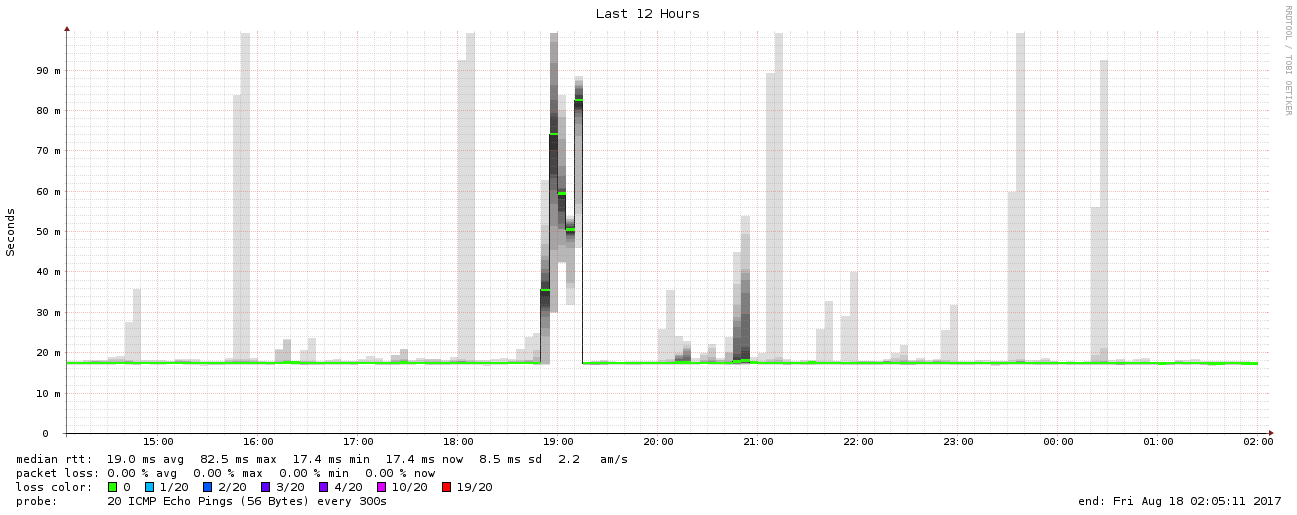 Last 12 Hours
RRDTOOL / TOBI OETIKER
Seconds
90 m
80 m
70 m
60 m
50 m
40 m
30 m
20 m
10 m
0
15:00 16:00 17:00 18:00 19:00 20:00 21:00 22:00 23:00 00:00 01:00 02:00
median rtt: 19.0 ms avg 82.5 ms max 17.4 ms min 17.4 ms now 8.5 ms sd 2.2 am/s
packet loss: 0.00 % avg 0.00 % max 0.00 % min 0.00 % now
loss color: 0 1/20 2/20 3/20 4/20 10/20 19/20
probe: 20 ICMP Echo Pings (56 Bytes) every 300s end: Fri Aug 18 02:05:11 2017